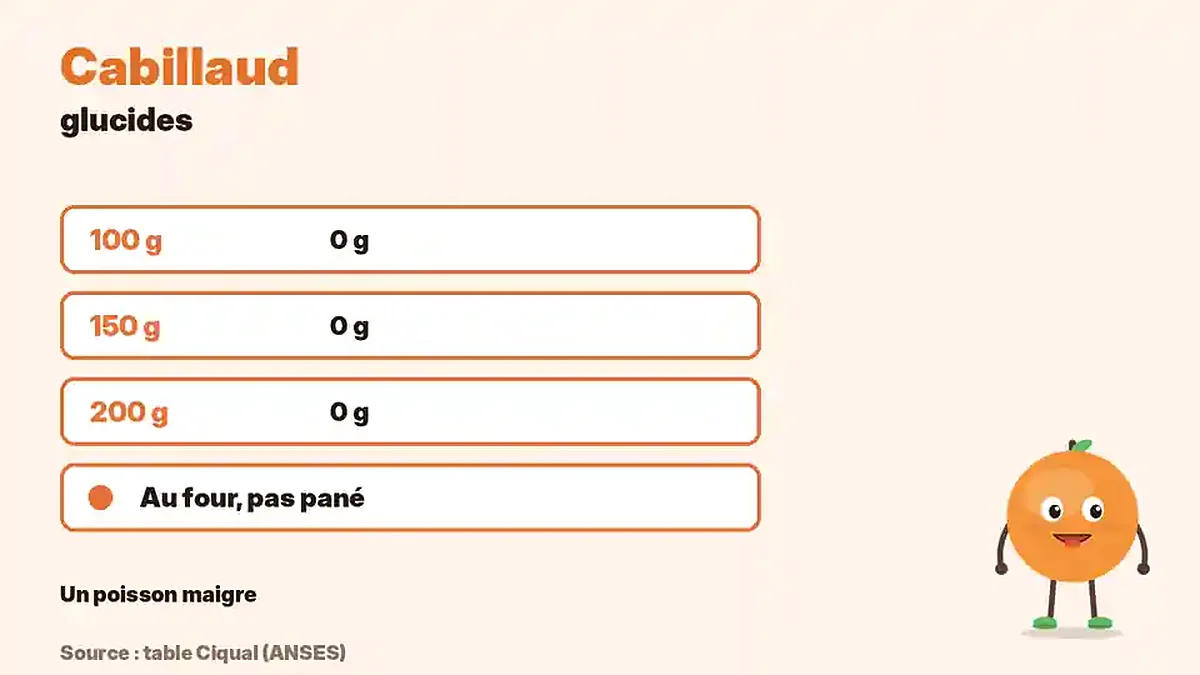 Cabillaud
glucides
100 g 0 g
150 g 0 g
200 g 0 g
Au four, pas pané
Un poisson maigre
Source : table Ciqual (ANSES)